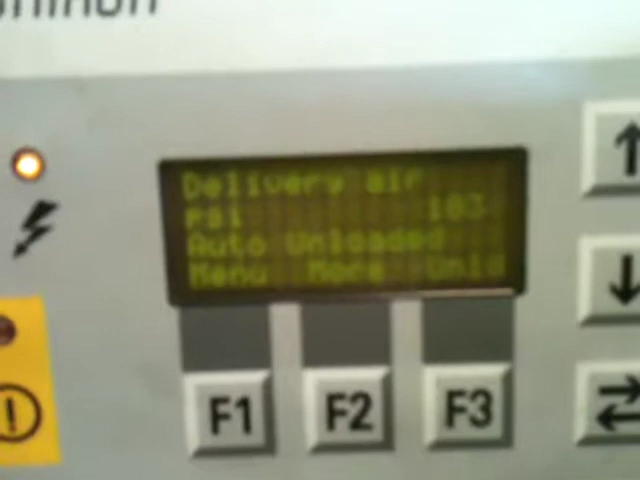 Delivery air
psi 103
Auto Unloaded
Menu More Unld
F1 F2 F3